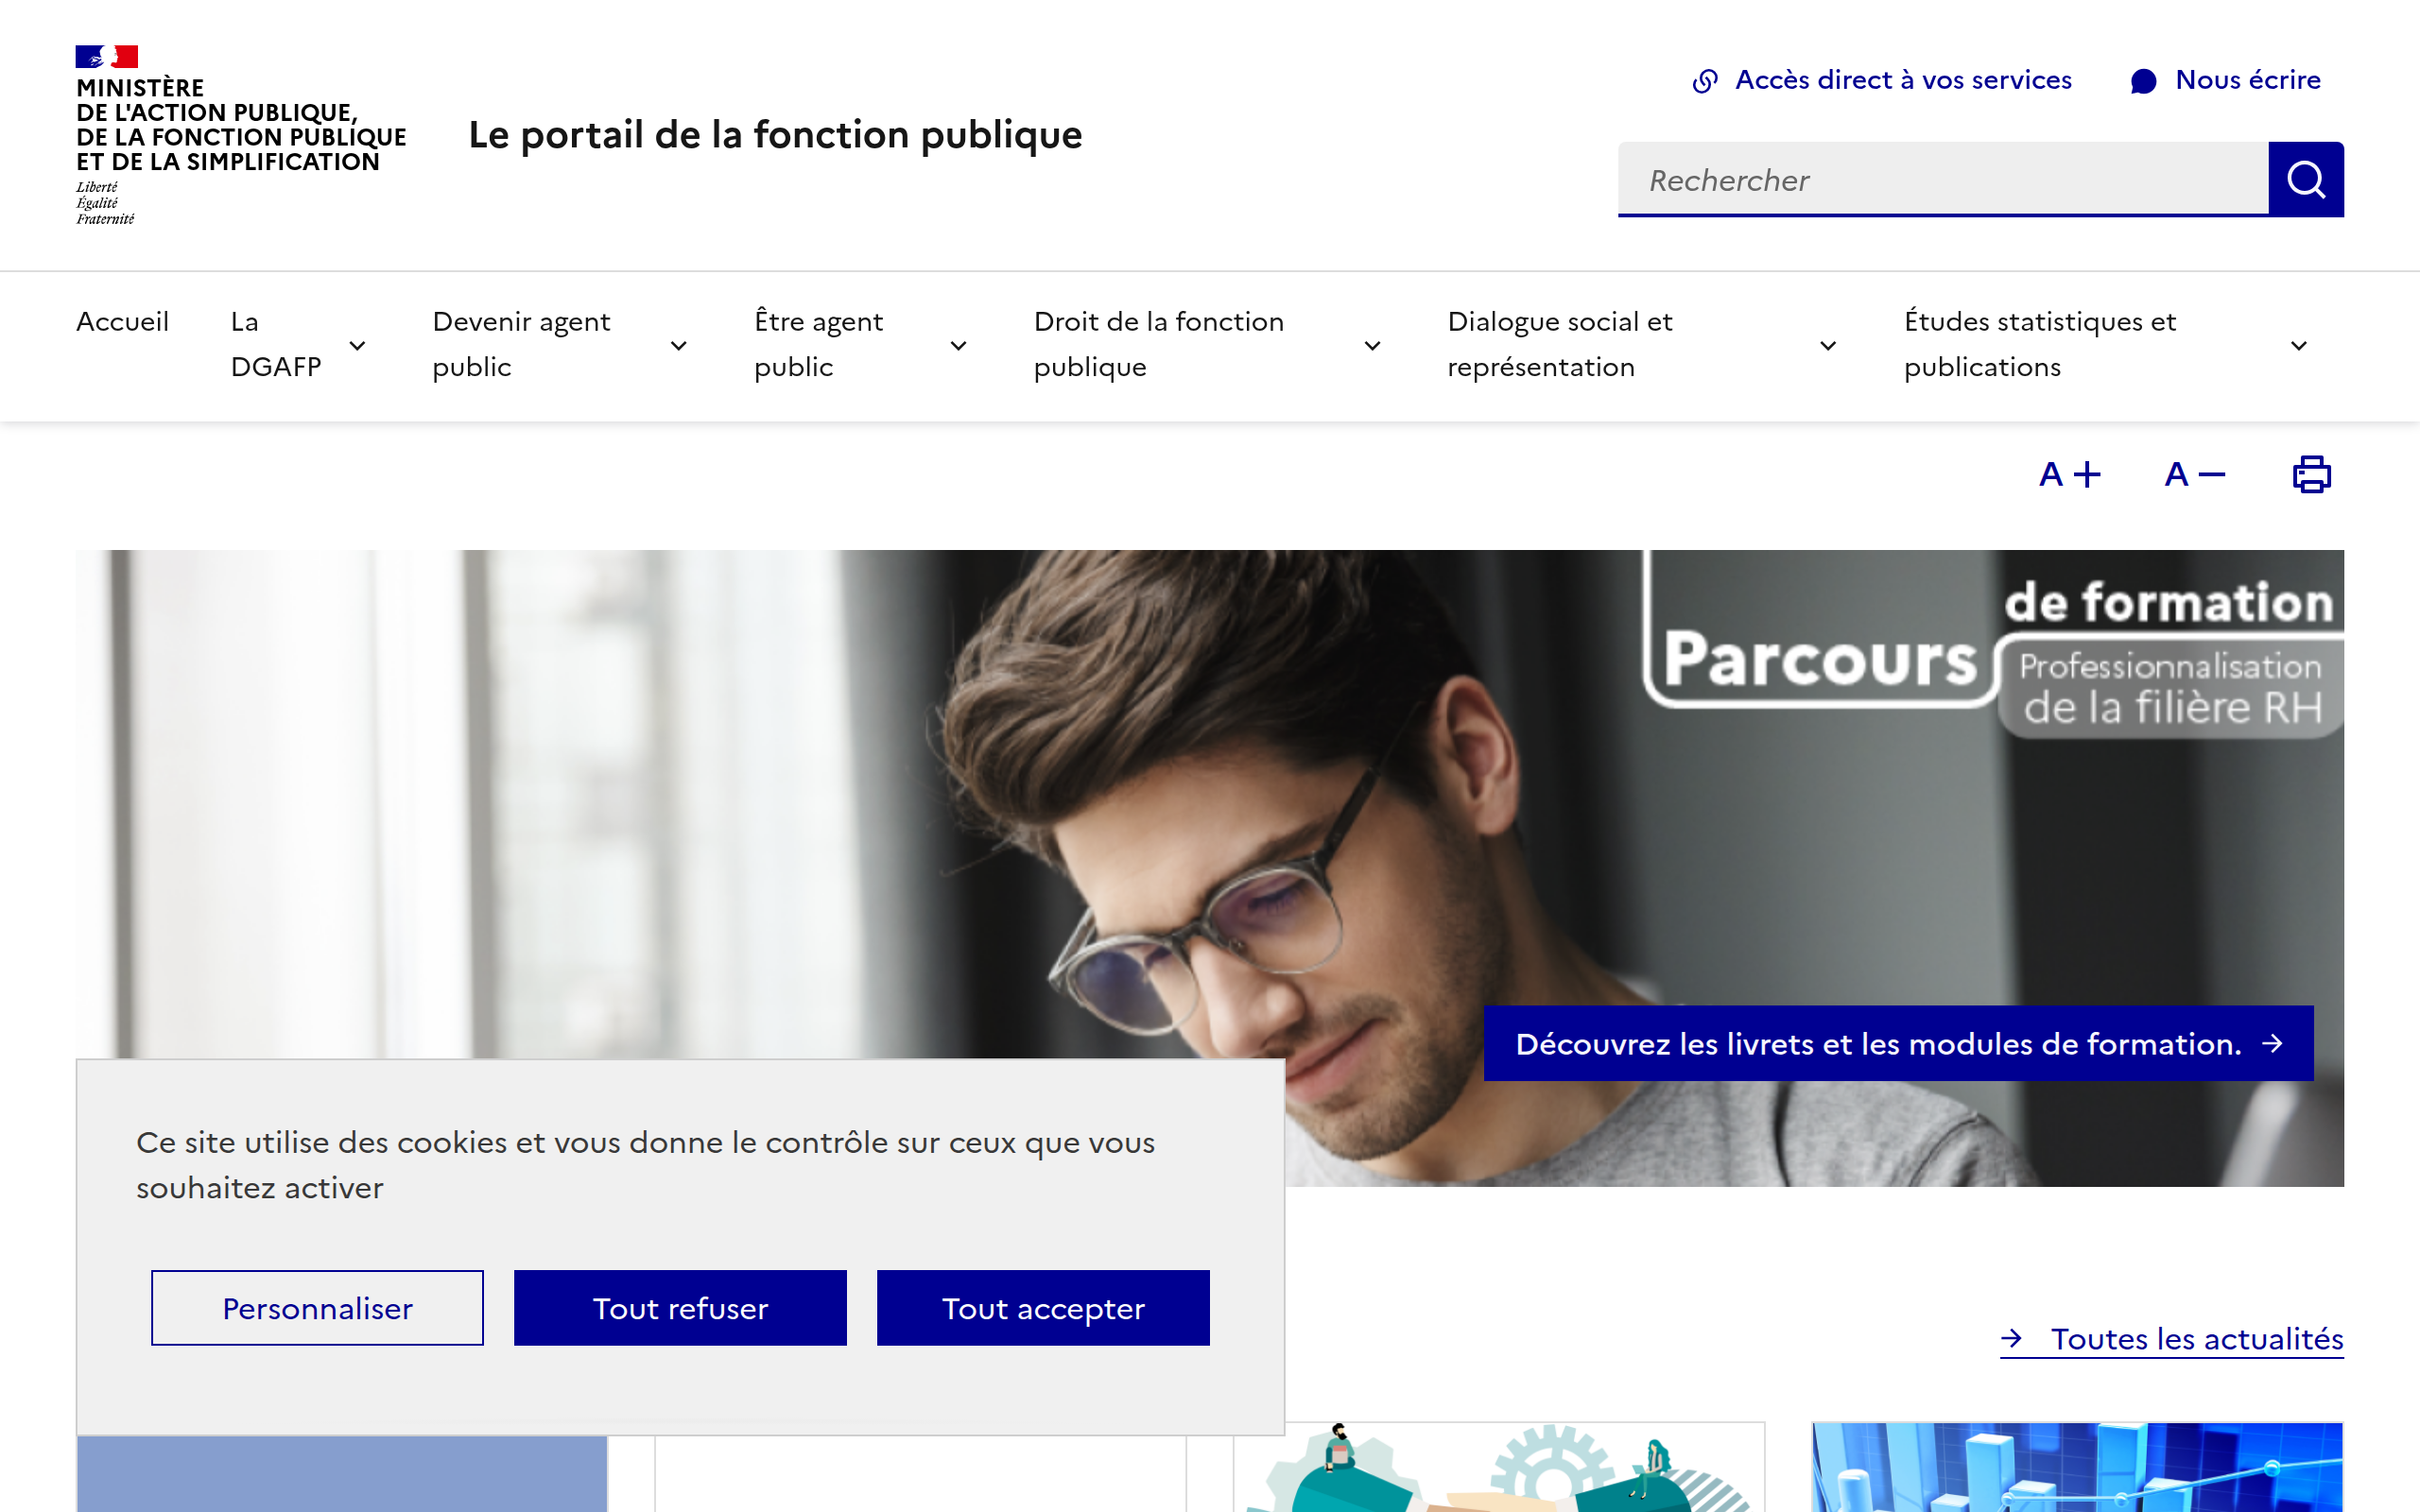 MINISTÈRE
DE L'ACTION PUBLIQUE,
DE LA FONCTION PUBLIQUE
ET DE LA SIMPLIFICATION
Liberté
Égalité
Fraternité
Le portail de la fonction publique
Accès direct à vos services
Nous écrire
Rechercher
Accueil
La
DGAFP
Devenir agent
public
Être agent
public
Droit de la fonction
publique
Dialogue social et
représentation
Études statistiques et
publications
A +
A −
Parcours
de formation
Professionnalisation
de la filière RH
Découvrez les livrets et les modules de formation.
Ce site utilise des cookies et vous donne le contrôle sur ceux que vous
souhaitez activer
Personnaliser
Tout refuser
Tout accepter
Toutes les actualités